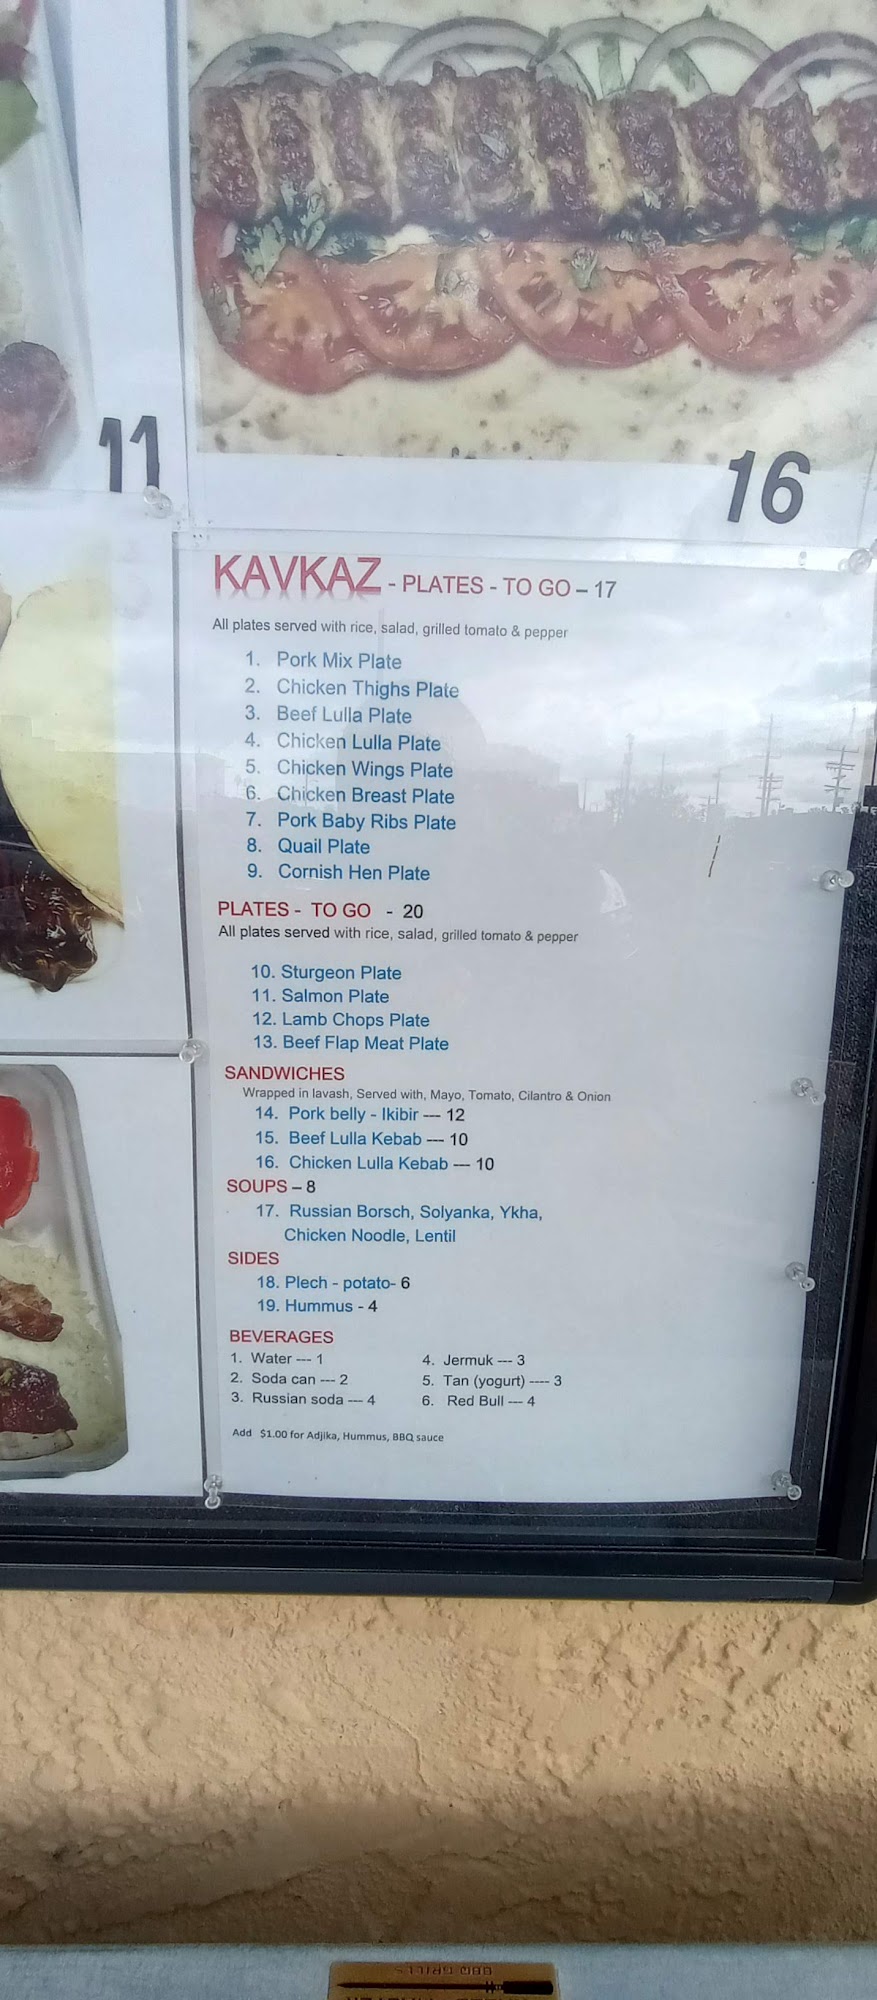 11
16
KAVKAZ - PLATES - TO GO – 17
All plates served with rice, salad, grilled tomato & pepper
1. Pork Mix Plate
2. Chicken Thighs Plate
3. Beef Lulla Plate
4. Chicken Lulla Plate
5. Chicken Wings Plate
6. Chicken Breast Plate
7. Pork Baby Ribs Plate
8. Quail Plate
9. Cornish Hen Plate
PLATES - TO GO - 20
All plates served with rice, salad, grilled tomato & pepper
10. Sturgeon Plate
11. Salmon Plate
12. Lamb Chops Plate
13. Beef Flap Meat Plate
SANDWICHES
Wrapped in lavash, Served with, Mayo, Tomato, Cilantro & Onion
14. Pork belly - Ikibir --- 12
15. Beef Lulla Kebab --- 10
16. Chicken Lulla Kebab --- 10
SOUPS – 8
17. Russian Borsch, Solyanka, Ykha,
Chicken Noodle, Lentil
SIDES
18. Plech - potato- 6
19. Hummus - 4
BEVERAGES
1. Water --- 1
2. Soda can --- 2
3. Russian soda --- 4
4. Jermuk --- 3
5. Tan (yogurt) ---- 3
6. Red Bull --- 4
Add $1.00 for Adjika, Hummus, BBQ sauce
BBQ GRILLS